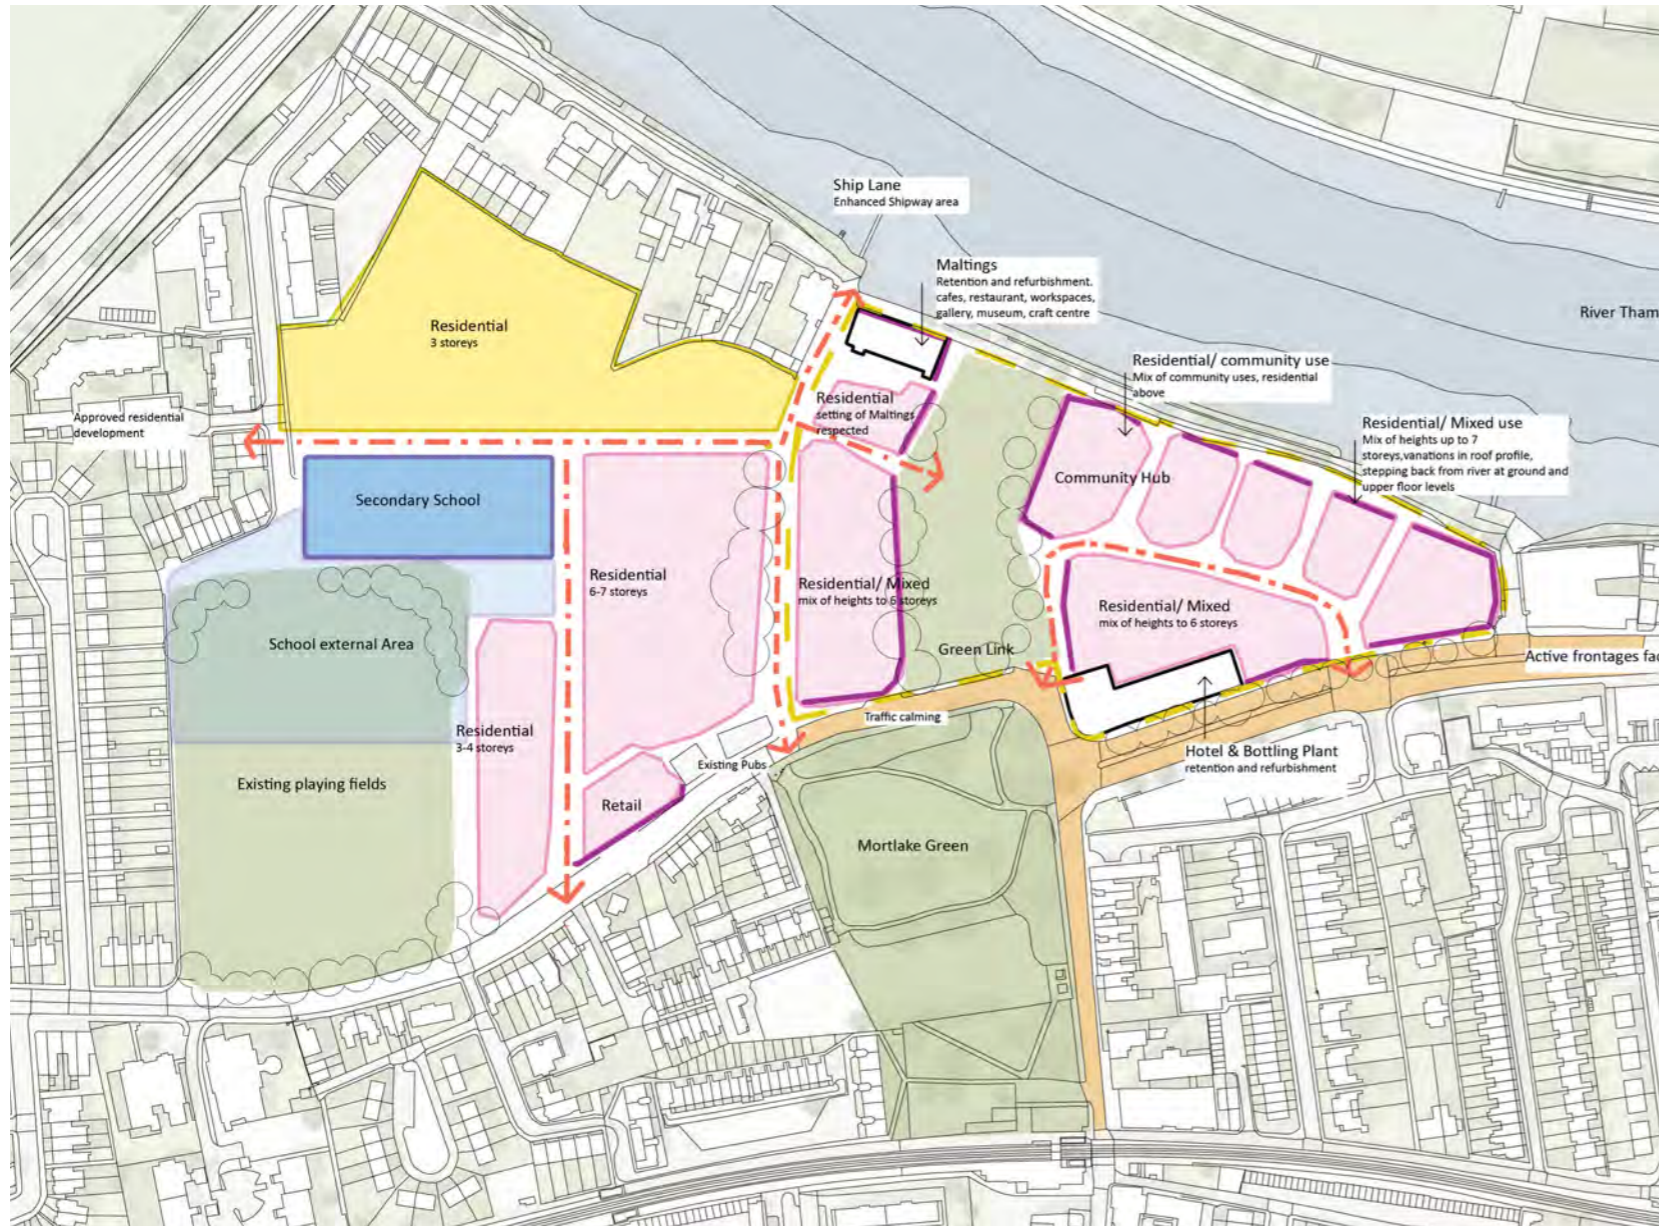 Ship Lane
Enhanced Shipway area
Maltings
Retention and refurbishment.
cafes, restaurant, workspaces,
gallery, museum, craft centre
River Tham
Residential
3 storeys
Residential/ community use
Mix of community uses, residential
above
Approved residential
development
Residential
setting of Maltings
respected
Residential/ Mixed use
Mix of heights up to 7
storeys,vanations in roof profile,
stepping back from river at ground and
upper floor levels
Secondary School
Community Hub
Residential
6-7 storeys
Residential/ Mixed
mix of heights to 6 storeys
Residential/ Mixed
mix of heights to 6 storeys
School external Area
Green Link
Active frontages fac
Residential
3-4 storeys
Traffic calming
Existing Pubs
Hotel & Bottling Plant
retention and refurbishment
Existing playing fields
Retail
Mortlake Green